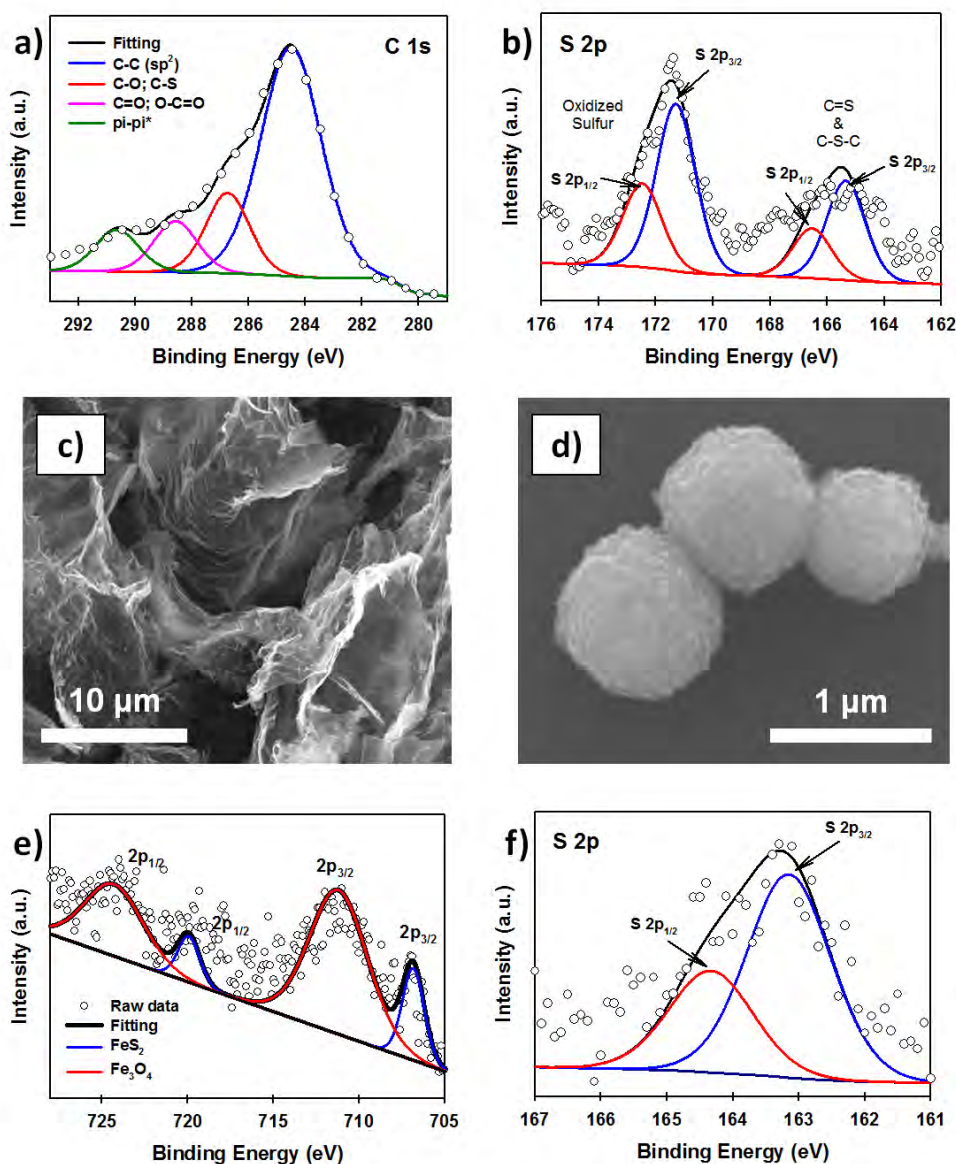 a)
C 1s
Fitting
C-C (sp²)
C-O; C-S
C=O; O-C=O
pi-pi*
Intensity (a.u.)
292 290 288 286 284 282 280
Binding Energy (eV)
b)
S 2p
S 2p₃/₂
Oxidized
Sulfur
C=S
&
C-S-C
S 2p₁/₂
S 2p₁/₂
S 2p₃/₂
Intensity (a.u.)
176 174 172 170 168 166 164 162
Binding Energy (eV)
c)
10 µm
d)
1 µm
e)
2p₁/₂
2p₁/₂
2p₃/₂
2p₃/₂
Raw data
Fitting
FeS₂
Fe₃O₄
Intensity (a.u.)
725 720 715 710 705
Binding Energy (eV)
f)
S 2p
S 2p₃/₂
S 2p₁/₂
Intensity (a.u.)
167 166 165 164 163 162 161
Binding Energy (eV)